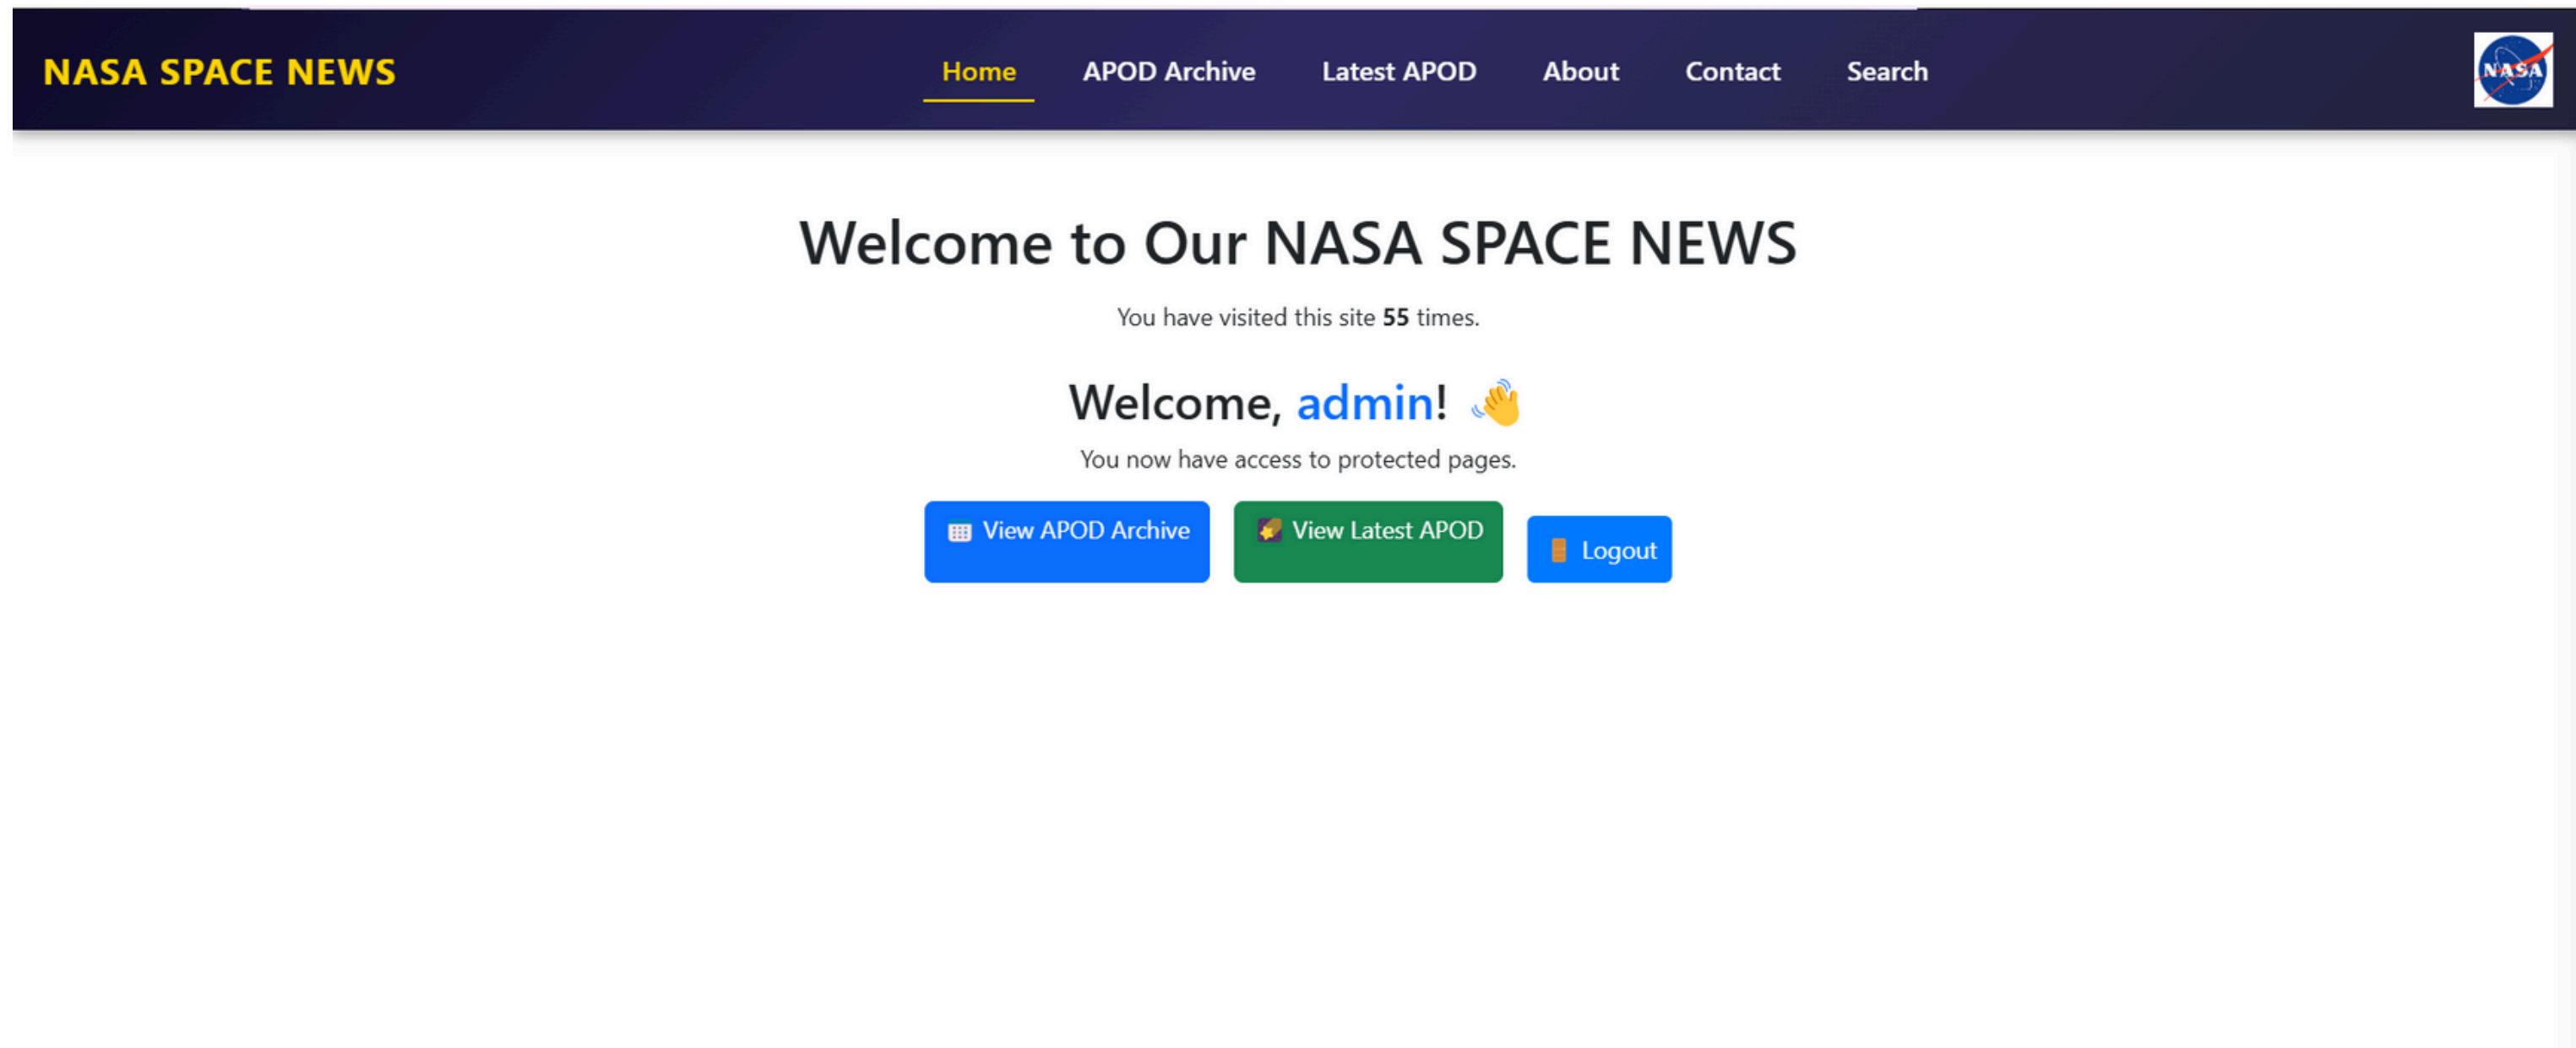 NASA SPACE NEWS
Home APOD Archive Latest APOD About Contact Search
NASA
Welcome to Our NASA SPACE NEWS
You have visited this site 55 times.
Welcome, admin! 👋
You now have access to protected pages.
View APOD Archive View Latest APOD Logout